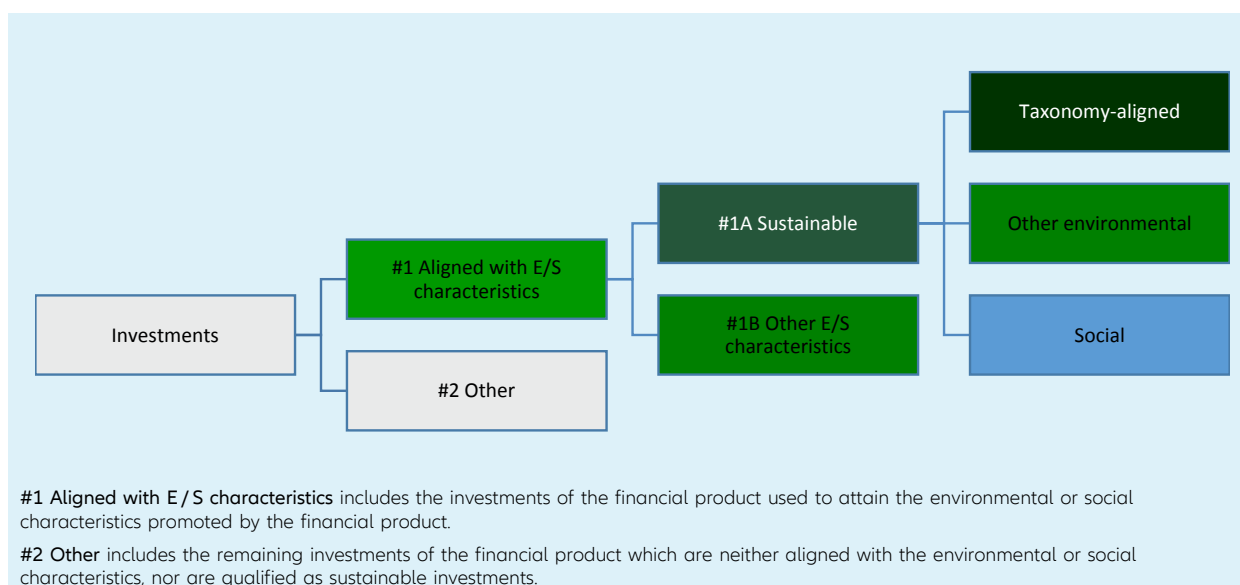 Taxonomy-aligned
#1A Sustainable
Other environmental
#1 Aligned with E/S
characteristics
Investments
#1B Other E/S
characteristics
Social
#2 Other
#1 Aligned with E / S characteristics includes the investments of the financial product used to attain the environmental or social
characteristics promoted by the financial product.
#2 Other includes the remaining investments of the financial product which are neither aligned with the environmental or social
characteristics, nor are qualified as sustainable investments.